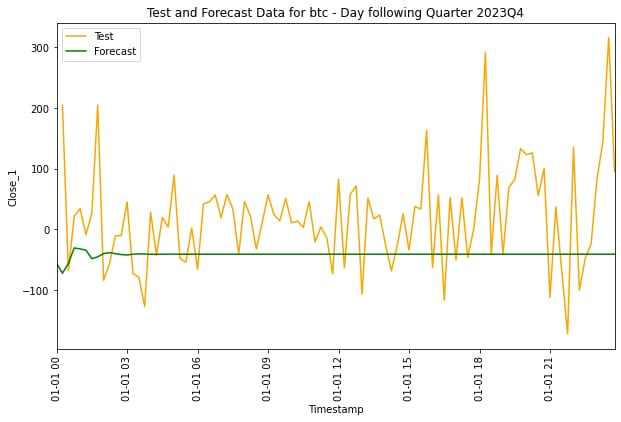 Test and Forecast Data for btc - Day following Quarter 2023Q4
Test
Forecast
300
200
100
0
−100
Close_1
01-01 00
01-01 03
01-01 06
01-01 09
01-01 12
01-01 15
01-01 18
01-01 21
Timestamp